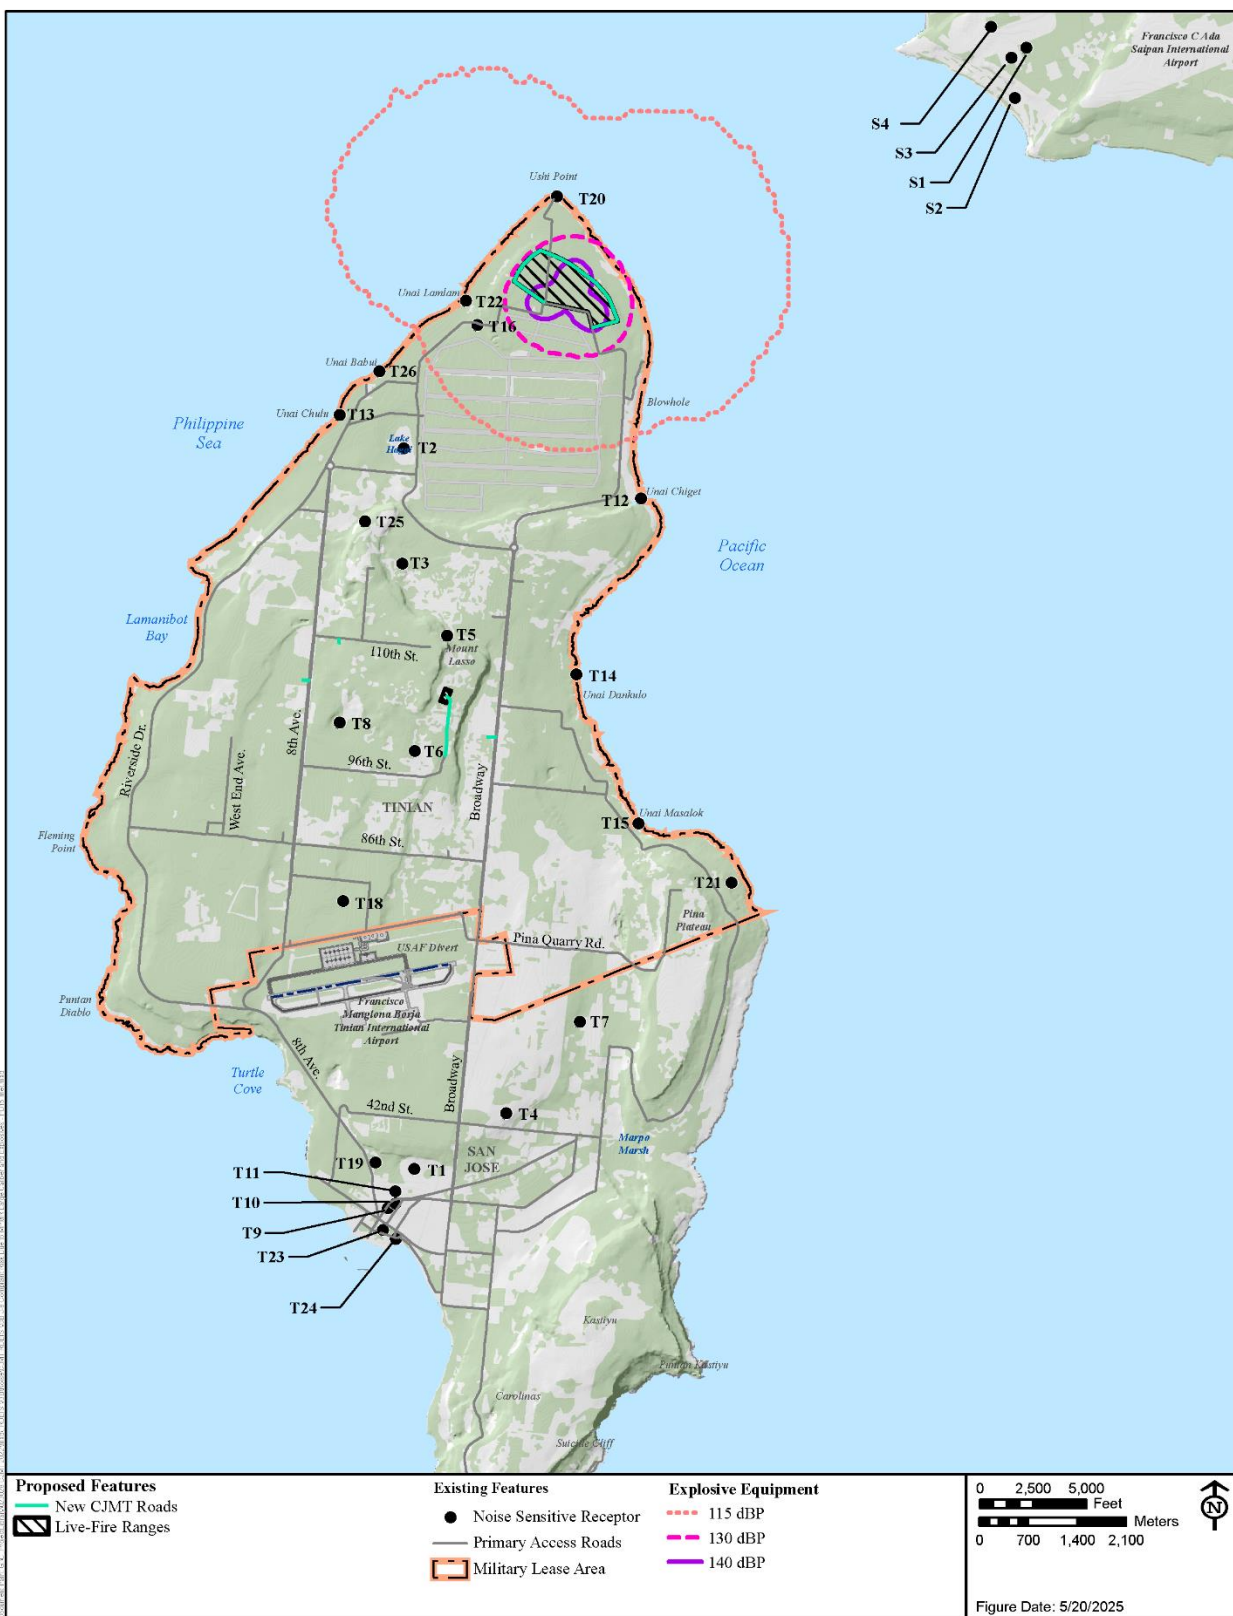 Francisco C Ada
Saipan International
Airport
S4
S3
S1
S2
Ushi Point
T20
Unai Lamlam
T22
T16
Unai Babui
T26
Unai Chulu
T13
Blowhole
Philippine
Sea
Lake
T2
T12
Unai Chiget
T25
Pacific
Ocean
T3
Lamanibot
Bay
T5
Mount
Lasso
110th St.
T14
Unai Dankulo
T8
8th Ave.
T6
96th St.
Riverside Dr.
West End Ave.
Broadway
TINIAN
T15
Unai Masalok
Fleming
Point
86th St.
T21
T18
Pina
Plateau
Pina Quarry Rd.
USAF Divert
Puntan
Diablo
Francisco
Manglona Borja
Tinian International
Airport
T7
8th Ave.
Turtle
Cove
Broadway
42nd St.
T4
Marpo
Marsh
SAN
JOSE
T19
T1
T11
T10
T9
T23
T24
Kastiyu
Puntan Kastiyu
Carolinas
Suicide Cliff
Proposed Features
New CJMT Roads
Live-Fire Ranges
Existing Features
Noise Sensitive Receptor
Primary Access Roads
Military Lease Area
Explosive Equipment
115 dBP
130 dBP
140 dBP
0 2,500 5,000
Feet
Meters
0 700 1,400 2,100
N
Figure Date: 5/20/2025